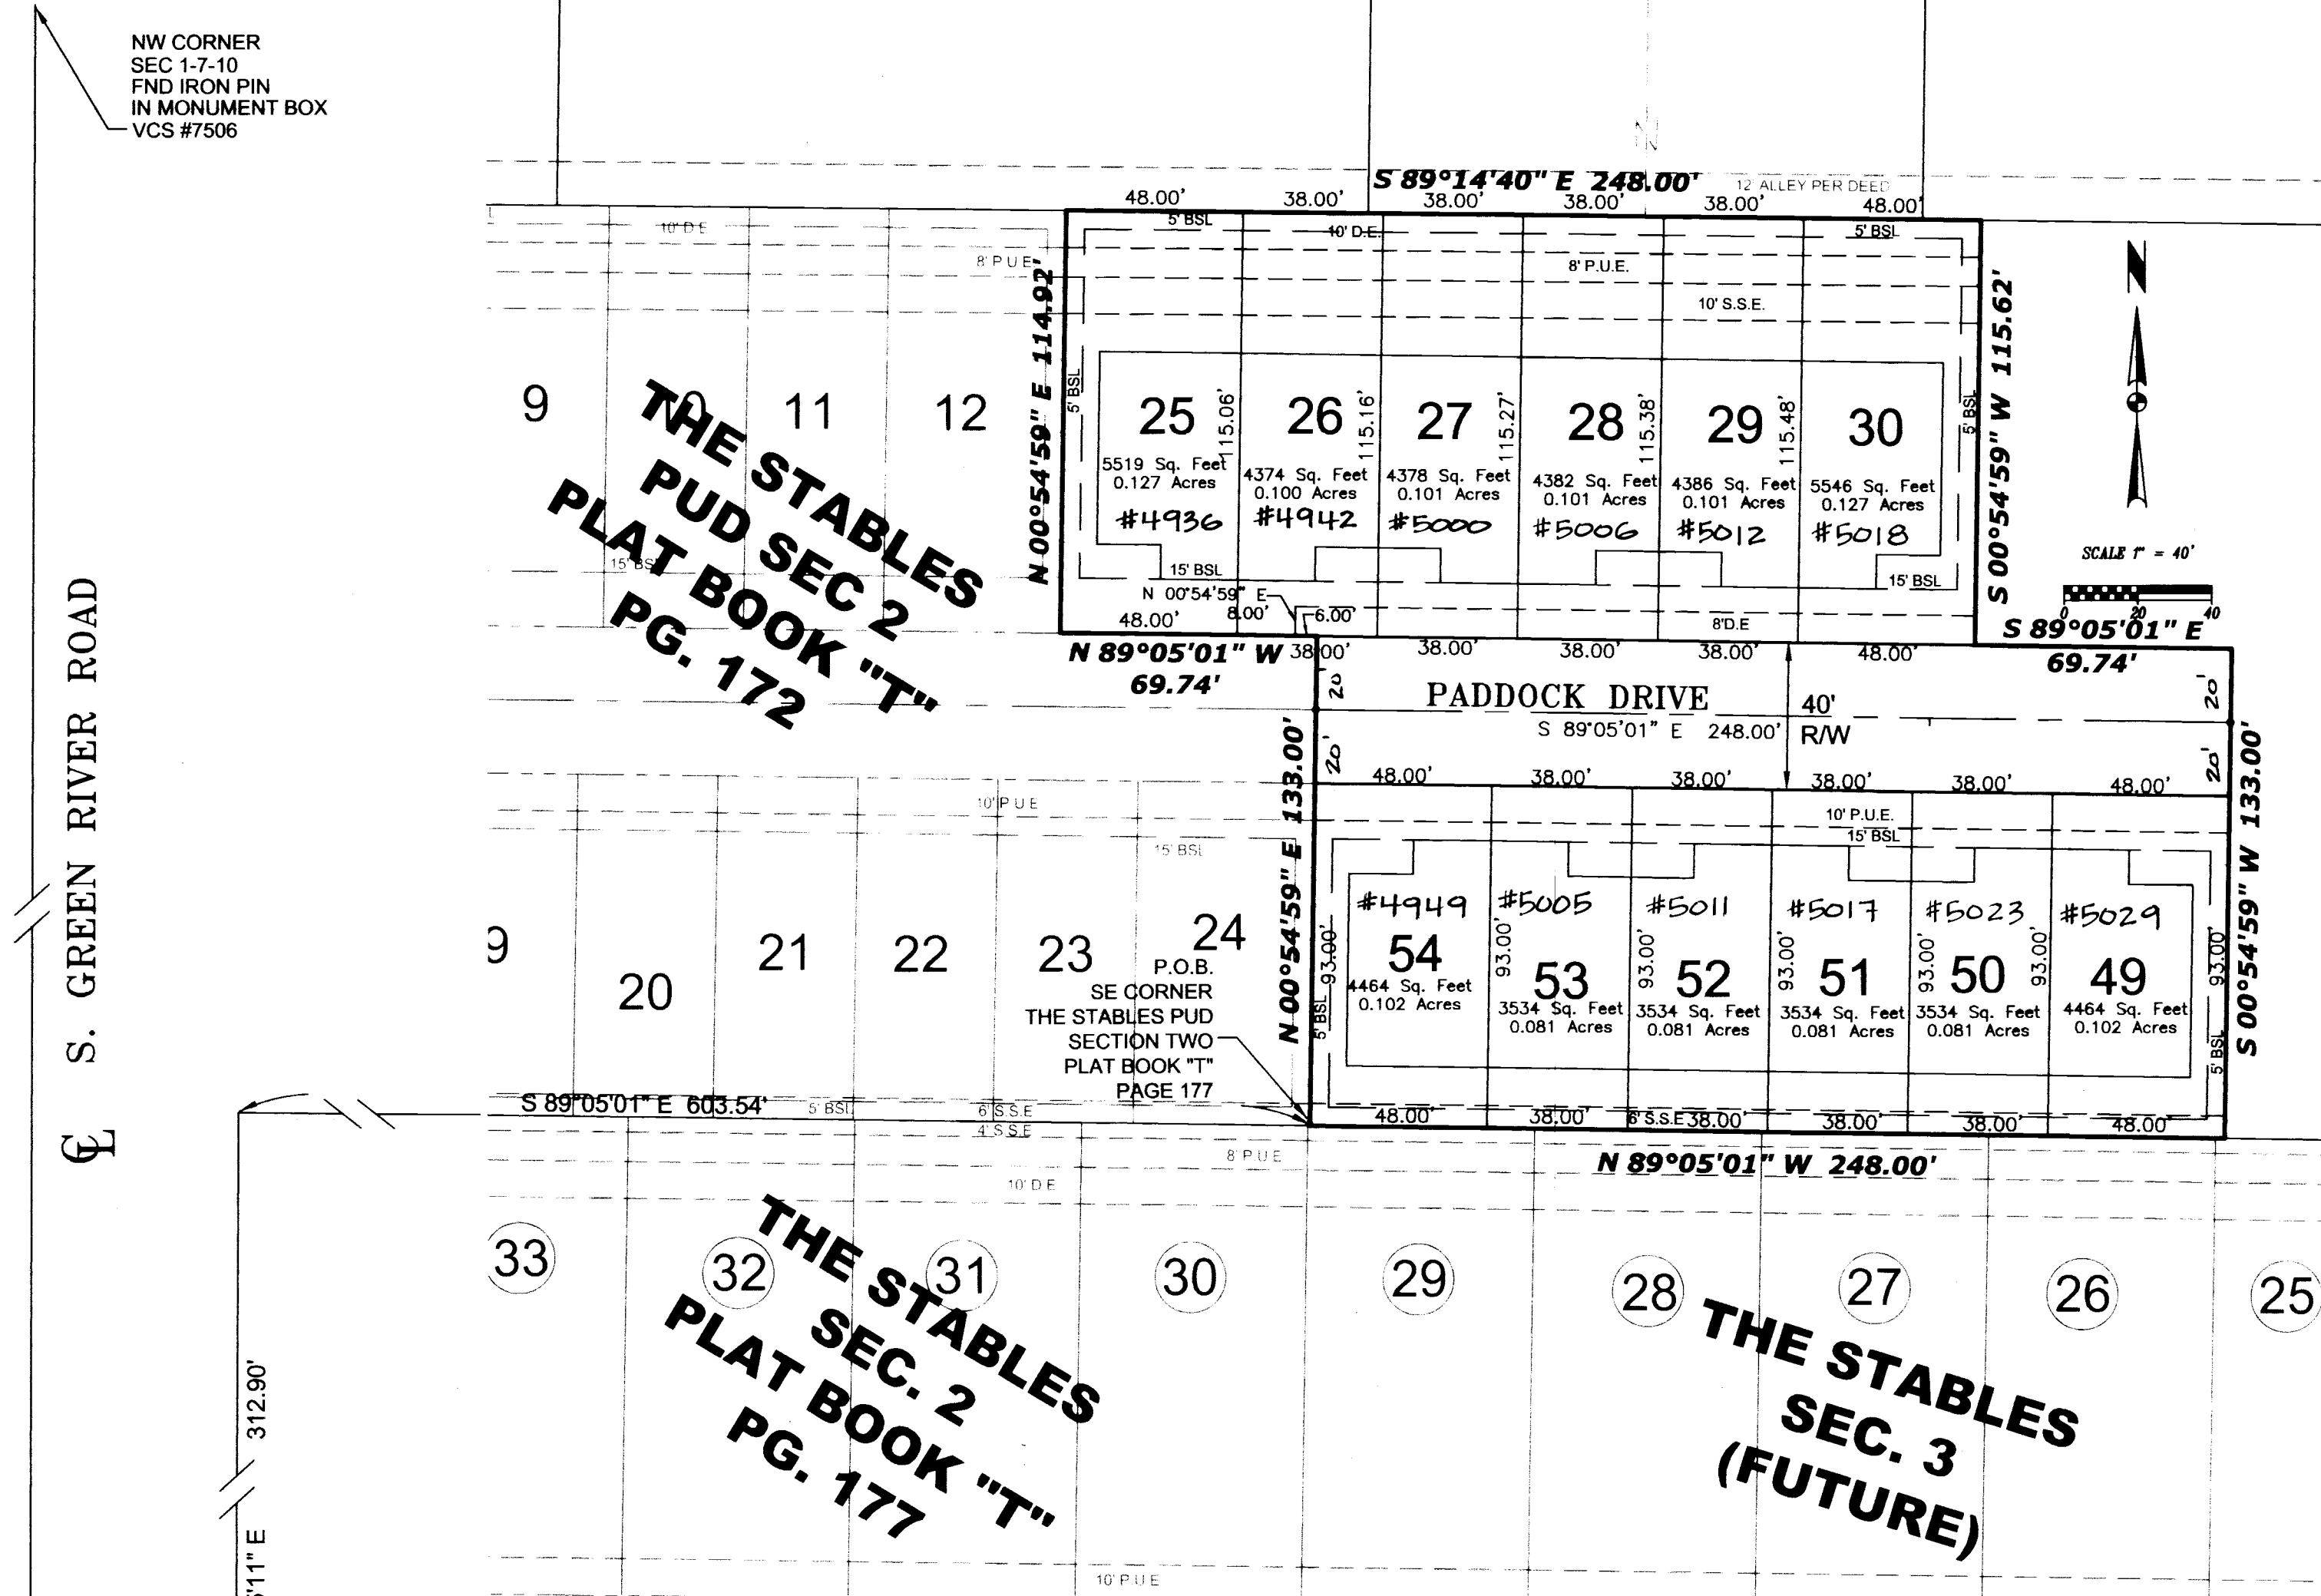 NW CORNER
SEC 1-7-10
FND IRON PIN
IN MONUMENT BOX
VCS #7506
N
S 89°14'40" E 248.00'
12' ALLEY PER DEED
48.00' 38.00' 38.00' 38.00' 38.00' 48.00'
5' BSL
10' D.E.
5' BSL
10' D E
8' P U E
8' P.U.E.
10' S.S.E.
N 00°54'59" E 114.92'
5' BSL
5' BSL
S 00°54'59" W 115.62'
N
SCALE 1" = 40'
0 20 40
9
11
12
THE STABLES
PUD SEC 2
PLAT BOOK "T"
PG. 172
15' BS
25
5519 Sq. Feet
0.127 Acres
#4936
115.06'
26
4374 Sq. Feet
0.100 Acres
#4942
115.16'
27
4378 Sq. Feet
0.101 Acres
#5000
115.27'
28
4382 Sq. Feet
0.101 Acres
#5006
115.38'
29
4386 Sq. Feet
0.101 Acres
#5012
115.48'
30
5546 Sq. Feet
0.127 Acres
#5018
15' BSL
15' BSL
N 00°54'59" E
8.00'
6.00'
8'D.E
48.00' 38.00' 38.00' 38.00' 38.00' 48.00'
N 89°05'01" W
69.74'
S 89°05'01" E
69.74'
20'
PADDOCK DRIVE
40'
R/W
S 89°05'01" E 248.00'
20'
20'
20'
N 00°54'59" E 133.00'
S 00°54'59" W 133.00'
48.00' 38.00' 38.00' 38.00' 38.00' 48.00'
10' P.U.E.
15' BSL
10' P U E
15' BSL
9
20
21
22
23
24
P.O.B.
SE CORNER
THE STABLES PUD
SECTION TWO
PLAT BOOK "T"
PAGE 177
#4949
54
4464 Sq. Feet
0.102 Acres
93.00'
5' BSL
#5005
53
3534 Sq. Feet
0.081 Acres
93.00'
#5011
52
3534 Sq. Feet
0.081 Acres
93.00'
#5017
51
3534 Sq. Feet
0.081 Acres
93.00'
#5023
50
3534 Sq. Feet
0.081 Acres
93.00'
#5029
49
4464 Sq. Feet
0.102 Acres
93.00'
93.00'
5' BSL
S 89°05'01" E 603.54'
5' BSL
6' S.S.E
4' S.S.E
48.00' 38.00' 6' S.S.E 38.00' 38.00' 38.00' 48.00'
N 89°05'01" W 248.00'
8' P U E
10' D E
S. GREEN RIVER ROAD
CL
33
32
31
30
29
28
27
26
25
THE STABLES
SEC. 2
PLAT BOOK "T"
PG. 177
THE STABLES
SEC. 3
(FUTURE)
312.90'
'11" E
10' P U E